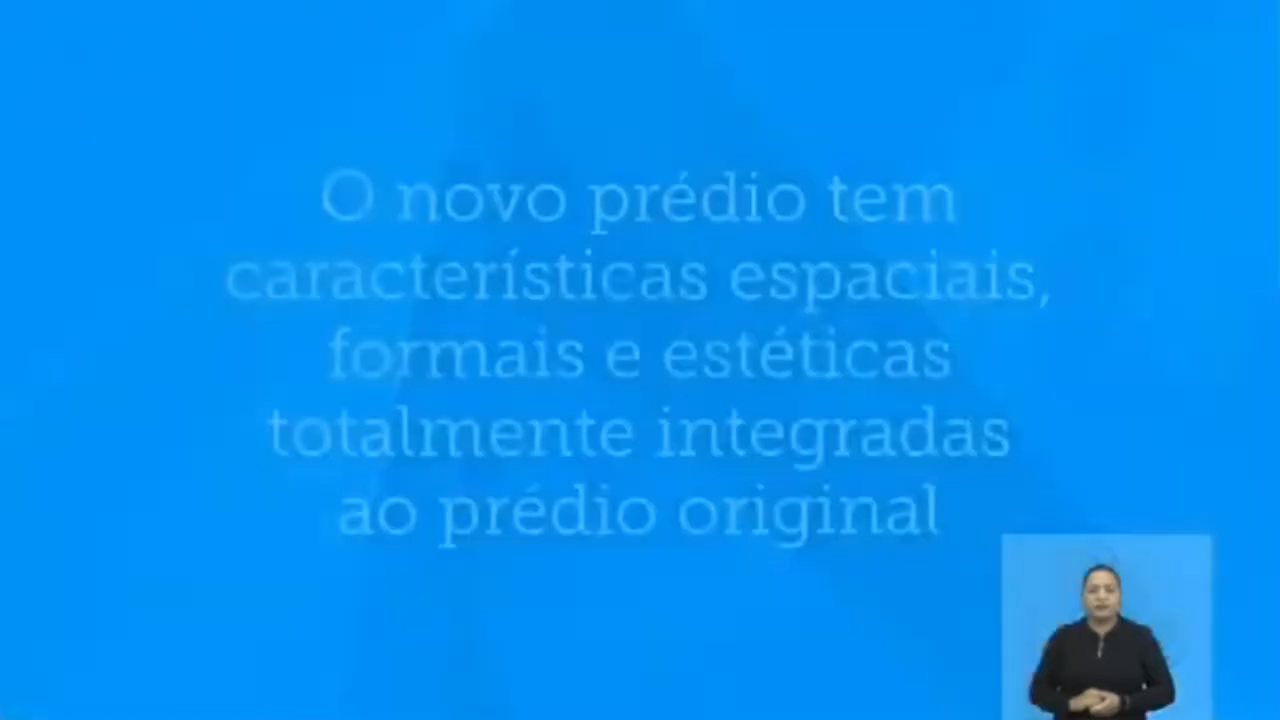 O novo prédio tem
características espaciais,
formais e estéticas
totalmente integradas
ao prédio original